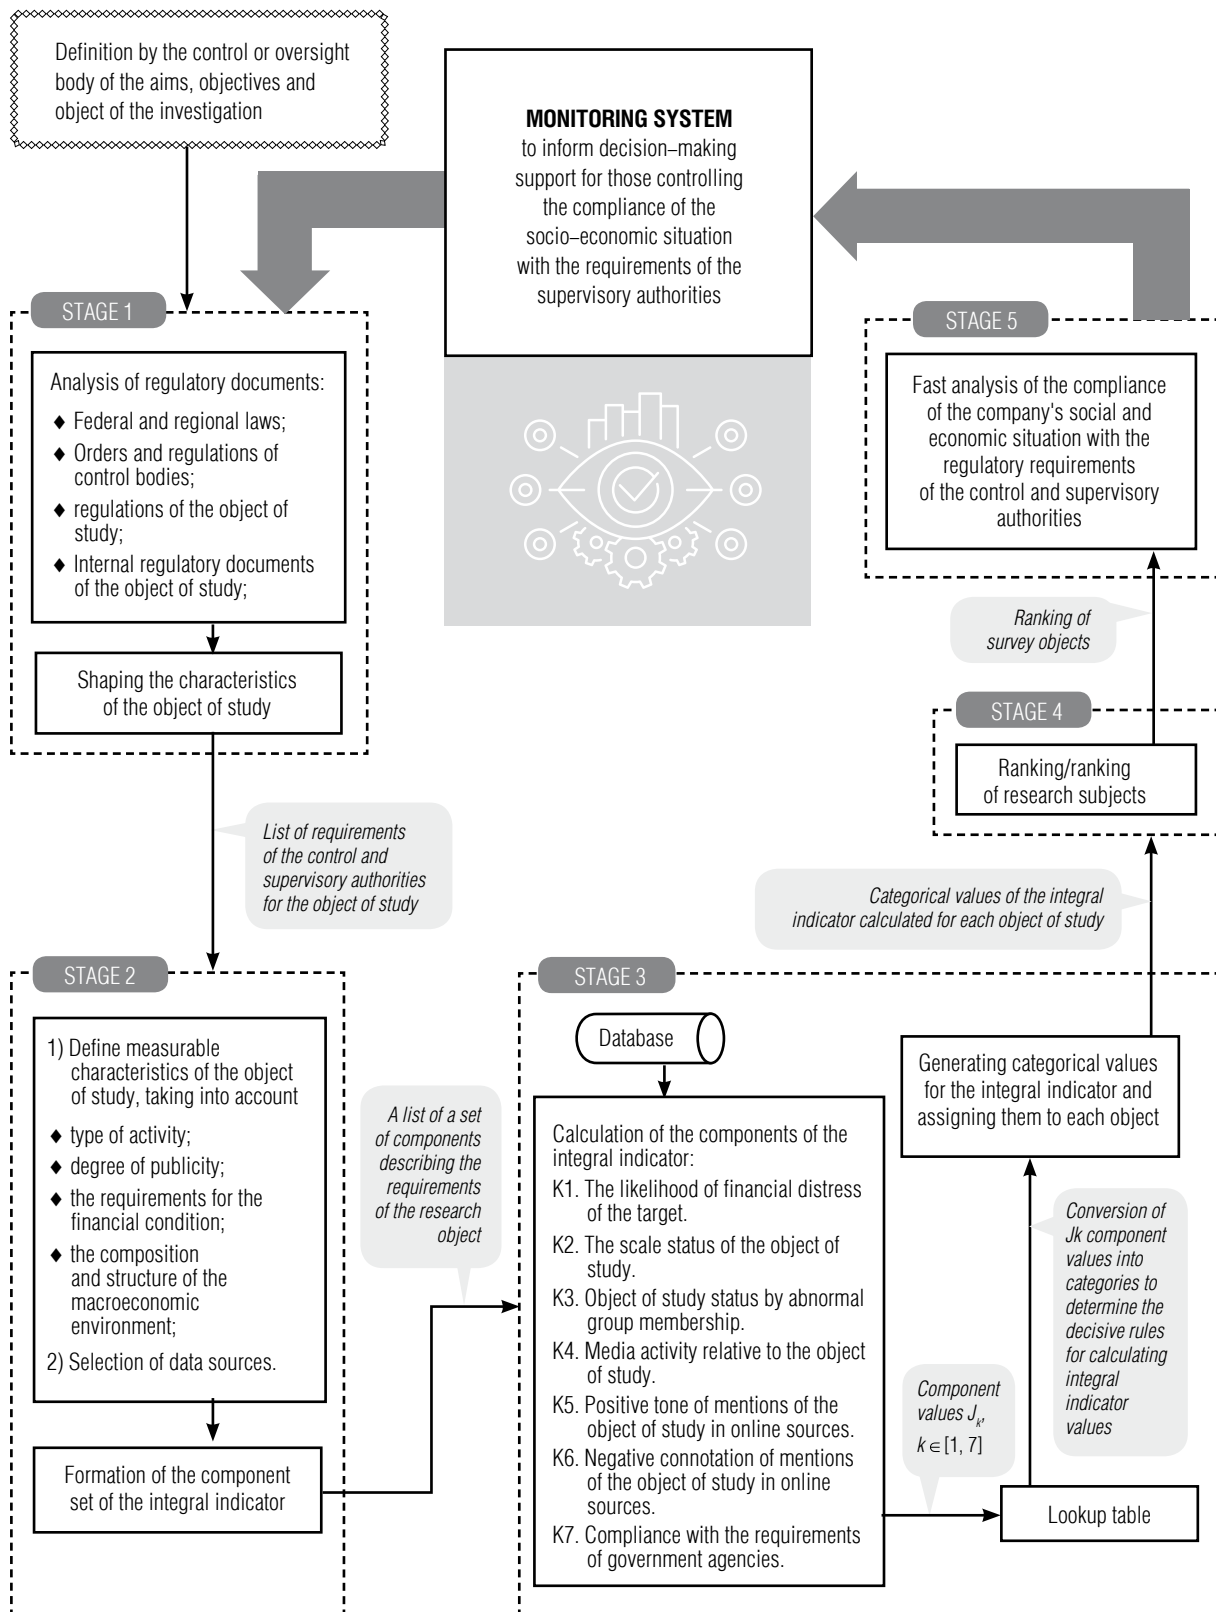 Definition by the control or oversight
body of the aims, objectives and
object of the investigation
MONITORING SYSTEM
to inform decision–making
support for those controlling
the compliance of the
socio–economic situation
with the requirements of the
supervisory authorities
STAGE 1
Analysis of regulatory documents:
♦ Federal and regional laws;
♦ Orders and regulations of
control bodies;
♦ regulations of the object of
study;
♦ Internal regulatory documents
of the object of study;
Shaping the characteristics
of the object of study
List of requirements
of the control and
supervisory authorities
for the object of study
STAGE 2
1) Define measurable
characteristics of the object
of study, taking into account
♦ type of activity;
♦ degree of publicity;
♦ the requirements for the
financial condition;
♦ the composition
and structure of the
macroeconomic
environment;
2) Selection of data sources.
Formation of the component
set of the integral indicator
A list of a set
of components
describing the
requirements
of the research
object
STAGE 3
Database
Calculation of the components of the
integral indicator:
K1. The likelihood of financial distress
of the target.
K2. The scale status of the object of
study.
K3. Object of study status by abnormal
group membership.
K4. Media activity relative to the object
of study.
K5. Positive tone of mentions of the
object of study in online sources.
K6. Negative connotation of mentions
of the object of study in online
sources.
K7. Compliance with the requirements
of government agencies.
Component
values J_k,
k ∈ [1, 7]
Lookup table
Conversion of
Jk component
values into
categories to
determine the
decisive rules
for calculating
integral
indicator
values
Generating categorical values
for the integral indicator and
assigning them to each object
Categorical values of the integral
indicator calculated for each object of study
STAGE 4
Ranking/ranking
of research subjects
Ranking of
survey objects
STAGE 5
Fast analysis of the compliance
of the company's social and
economic situation with the
regulatory requirements
of the control and supervisory
authorities